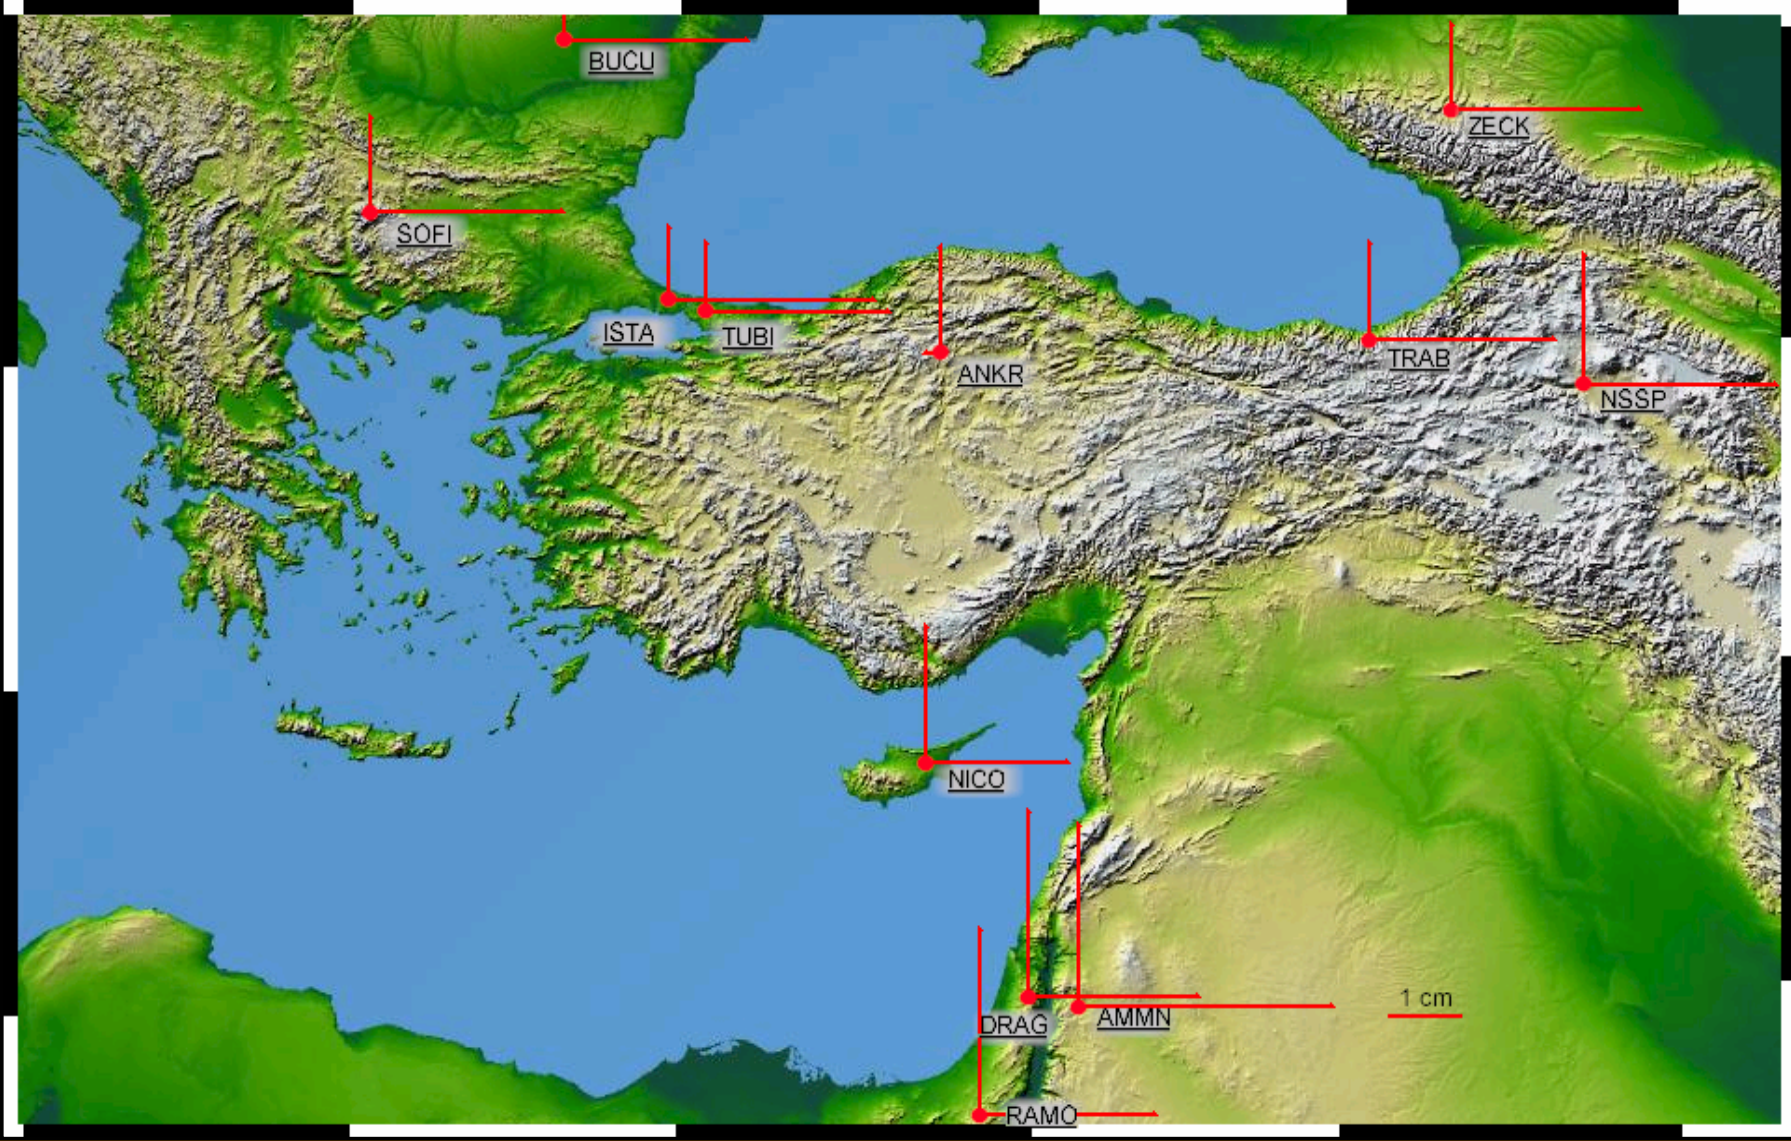 BUCU
ZECK
SOFI
ISTA
TUBI
ANKR
TRAB
NSSP
NICO
1 cm
DRAG
AMMN
RAMO